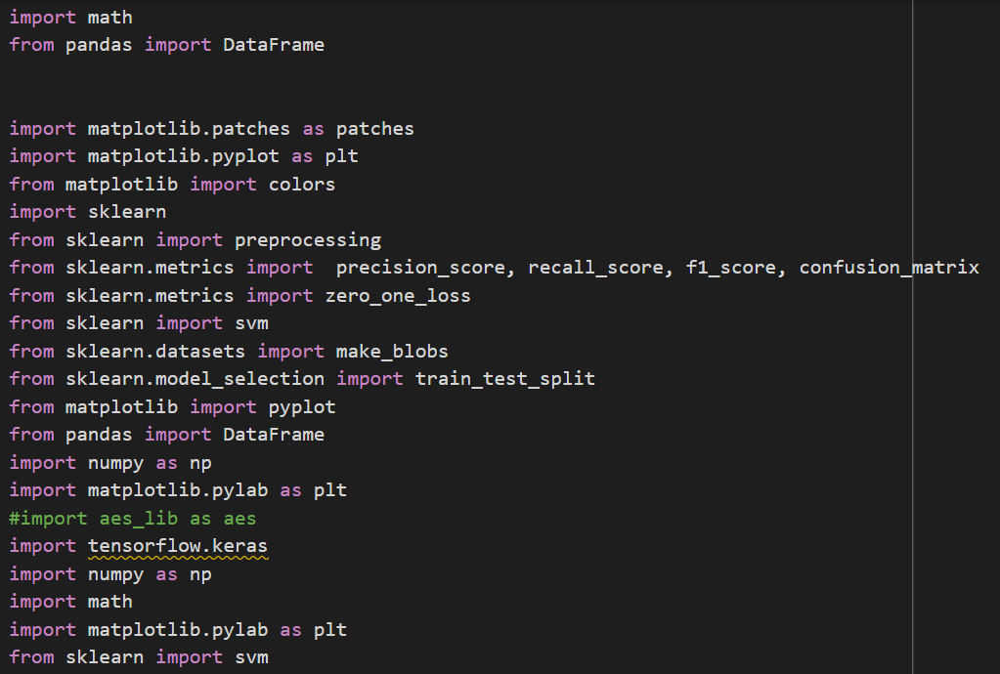 import math
from pandas import DataFrame
import matplotlib.patches as patches
import matplotlib.pyplot as plt
from matplotlib import colors
import sklearn
from sklearn import preprocessing
from sklearn.metrics import  precision_score, recall_score, f1_score, confusion_matrix
from sklearn.metrics import zero_one_loss
from sklearn import svm
from sklearn.datasets import make_blobs
from sklearn.model_selection import train_test_split
from matplotlib import pyplot
from pandas import DataFrame
import numpy as np
import matplotlib.pylab as plt
#import aes_lib as aes
import tensorflow.keras
import numpy as np
import math
import matplotlib.pylab as plt
from sklearn import svm